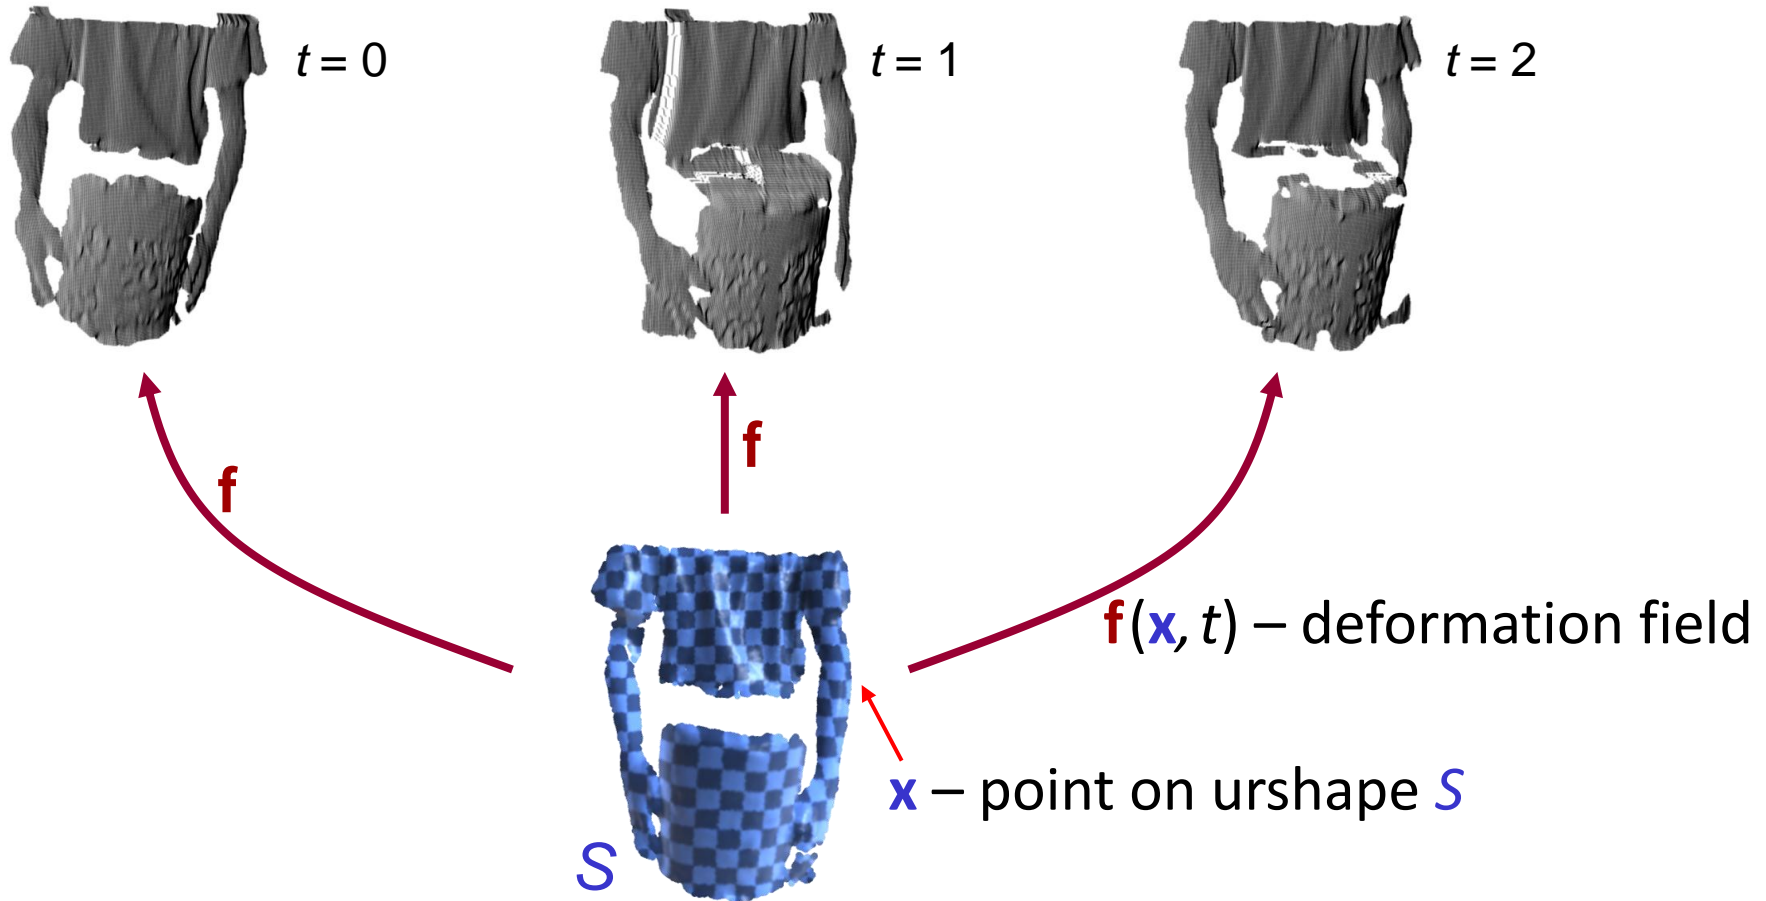 t = 0
t = 1
t = 2
f
f
f(x, t) – deformation field
x – point on urshape S
S